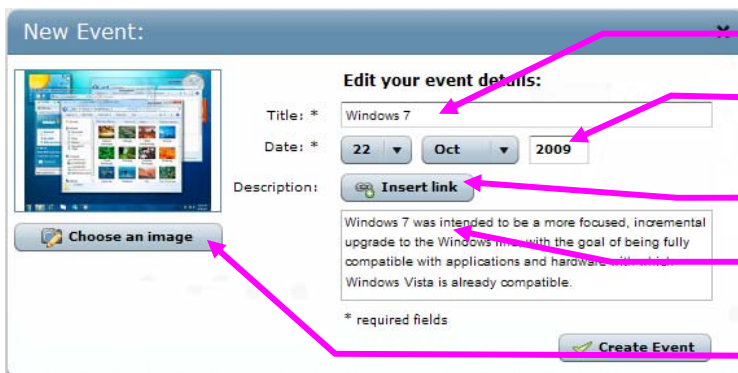 New Event:
Edit your event details:
Title: * Windows 7
Date: * 22 Oct 2009
Description: Insert link
Choose an image
Windows 7 was intended to be a more focused, incremental
upgrade to the Windows line, with the goal of being fully
compatible with applications and hardware with which
Windows Vista is already compatible.
* required fields
Create Event